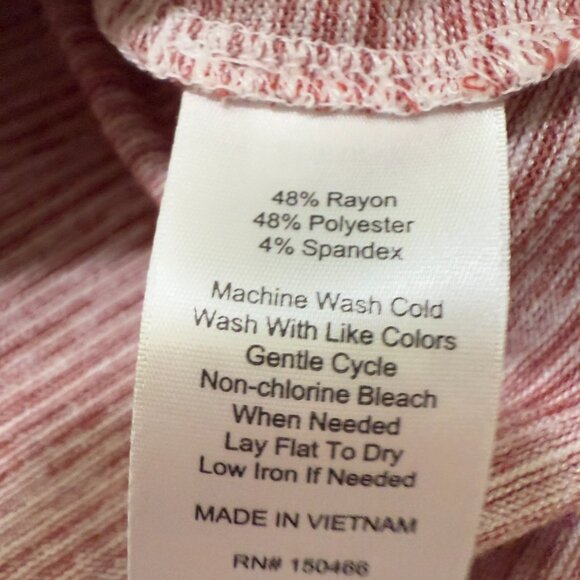 48% Rayon
48% Polyester
4% Spandex
Machine Wash Cold
Wash With Like Colors
Gentle Cycle
Non-chlorine Bleach
When Needed
Lay Flat To Dry
Low Iron If Needed
MADE IN VIETNAM
RN# 150466